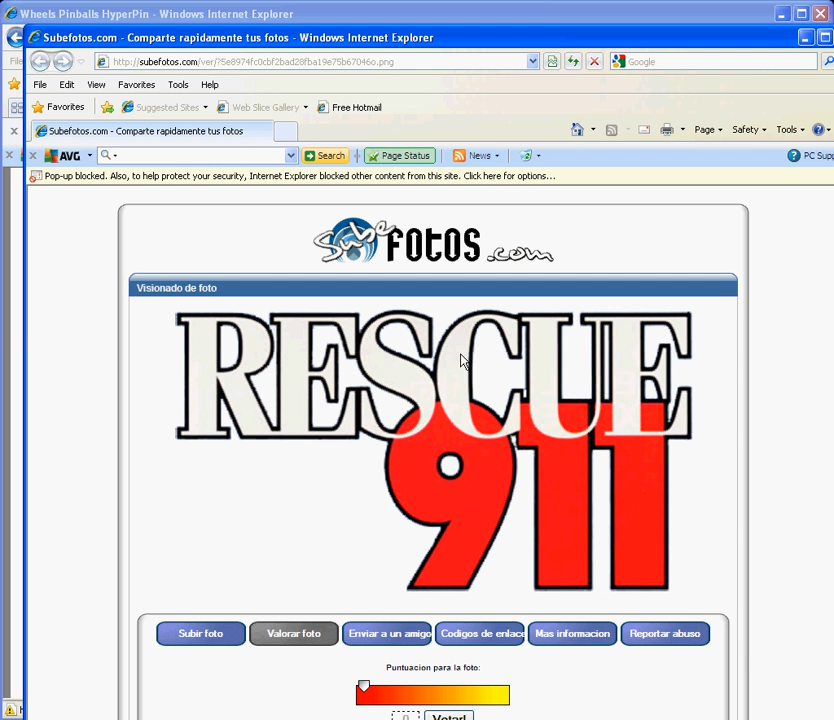 Wheels Pinballs HyperPin - Windows Internet Explorer
Subefotos.com - Comparte rapidamente tus fotos - Windows Internet Explorer
http://subefotos.com/ver/?5e8974fc0cbf2bad28fba19e75b67046o.png
Google
File Edit View Favorites Tools Help
Favorites Suggested Sites Web Slice Gallery Free Hotmail
Subefotos.com - Comparte rapidamente tus fotos
Page Safety Tools
AVG Search Page Status News PC Supp
Pop-up blocked. Also, to help protect your security, Internet Explorer blocked other content from this site. Click here for options...
Sube FOTOS .com
Visionado de foto
RESCUE
911
Subir foto Valorar foto Enviar a un amigo Codigos de enlace Mas informacion Reportar abuso
Puntuacion para la foto:
0 Votar!